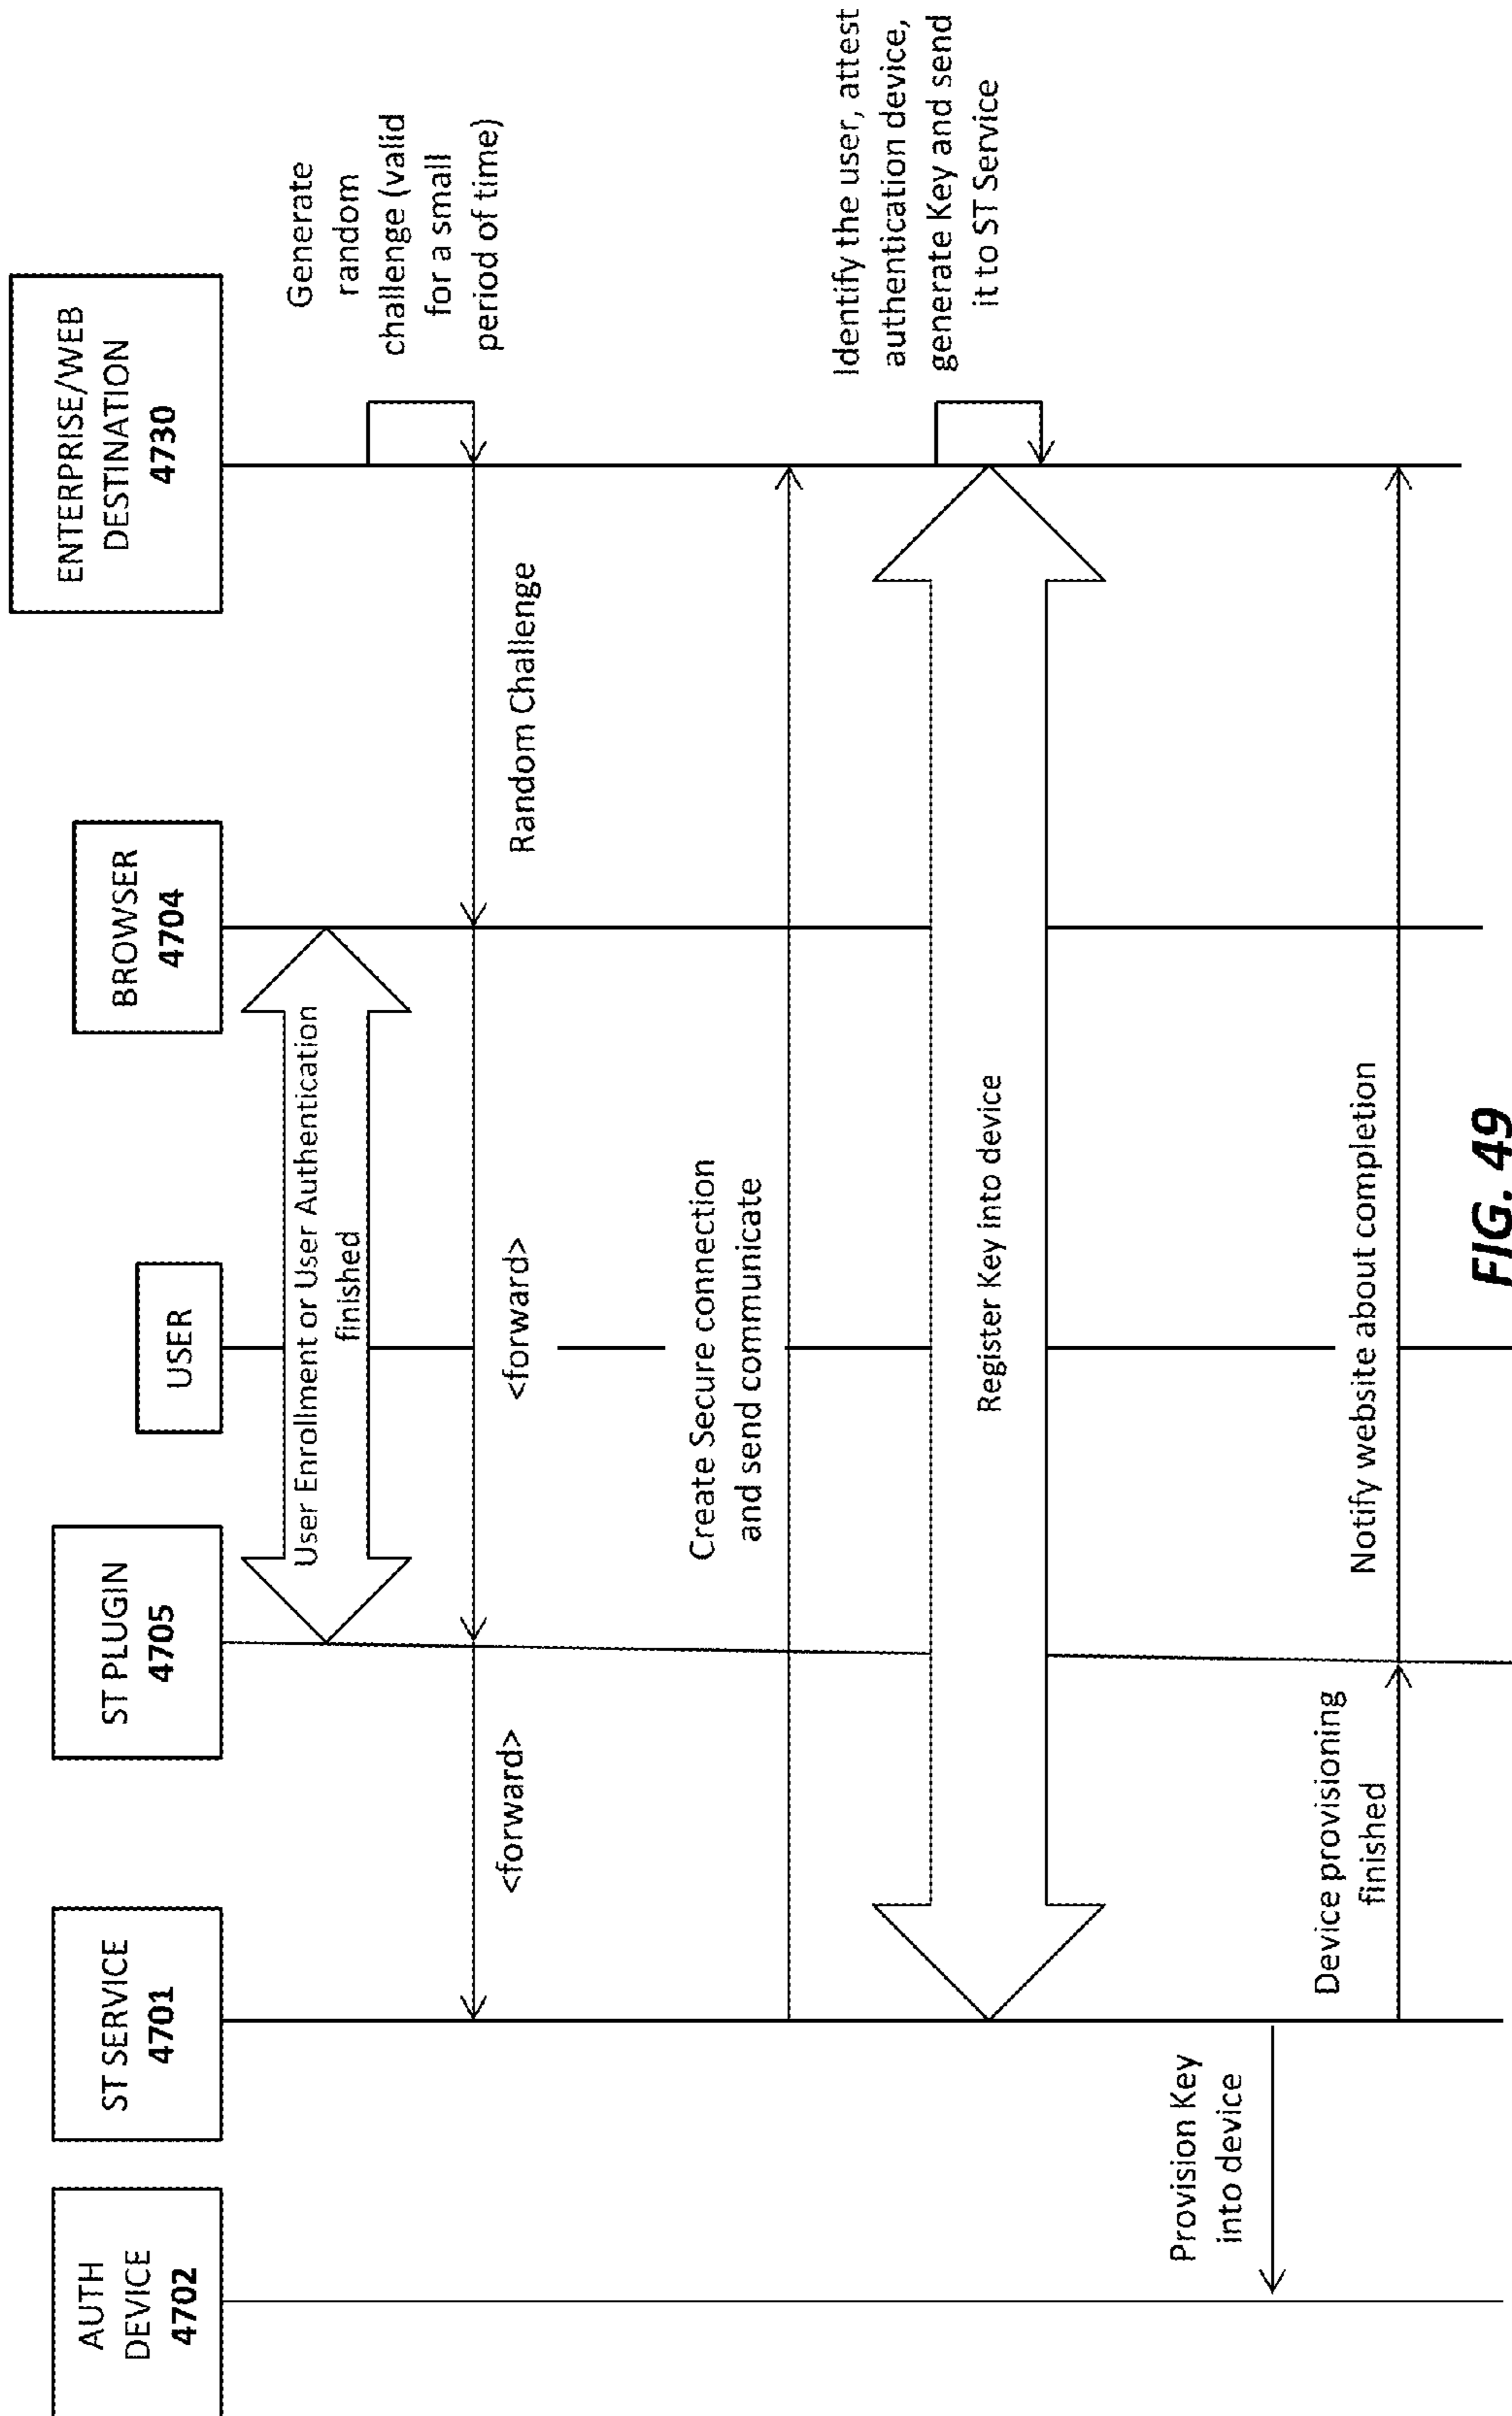 AUTH
DEVICE
4702
ST SERVICE
4701
ST PLUGIN
4705
USER
BROWSER
4704
ENTERPRISE/WEB
DESTINATION
4730
User Enrollment or User Authentication
finished
Generate
random
challenge (valid
for a small
period of time)
<forward>
<forward>
Random Challenge
Create Secure connection
and send communicate
Identify the user, attest
authentication device,
generate Key and send
it to ST Service
Register Key into device
Provision Key
into device
Device provisioning
finished
Notify website about completion
FIG. 49